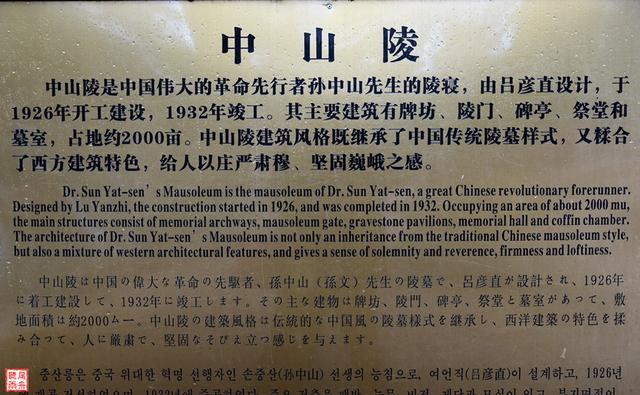 中山陵
中山陵是中国伟大的革命先行者孙中山先生的陵寝，由吕彦直设计，于
1926年开工建设，1932年竣工。其主要建筑有牌坊、陵门、碑亭、祭堂和
墓室，占地约2000亩。中山陵建筑风格既继承了中国传统陵墓样式，又糅合
了西方建筑特色，给人以庄严肃穆、坚固巍峨之感。
Dr. Sun Yat-sen's Mausoleum is the mausoleum of Dr. Sun Yat-sen, a great Chinese revolutionary forerunner.
Designed by Lu Yanzhi, the construction started in 1926, and was completed in 1932. Occupying an area of about 2000 mu,
the main structures consist of memorial archways, mausoleum gate, gravestone pavilions, memorial hall and coffin chamber.
The architecture of Dr. Sun Yat-sen's Mausoleum is not only an inheritance from the traditional Chinese mausoleum style,
but also a mixture of western architectural features, and gives a sense of solemnity and reverence, firmness and loftiness.
中山陵は中国の偉大な革命の先駆者、孫中山（孫文）先生の陵墓で、呂彦直が設計され、1926年
に着工建設して、1932年に竣工します。その主な建物は牌坊、陵門、碑亭、祭堂と墓室があつて、敷
地面積は約2000ムー。中山陵の建築風格は伝統的な中国風の陵墓様式を継承し、西洋建築の特色を揉
み合つて、人に厳粛で、堅固なそびえ立つ感じを与えます。
중산릉은 중국 위대한 혁명 선행자인 손중산(孙中山) 선생의 능침으로, 여언직(吕彦直)이 설계하고, 1926년